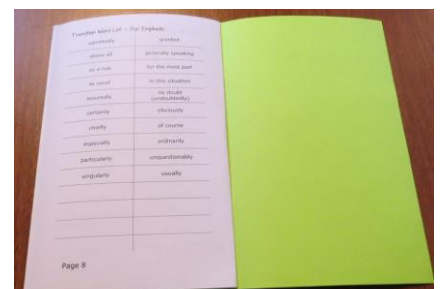 Transition Word List - For Emphasis
admittedly granted
above all generally speaking
as a rule for the most part
as usual in this situation
assuredly no doubt
(undoubtedly)
certainly obviously
chiefly of course
especially ordinarily
particularly unquestionably
singularly usually
Page 8